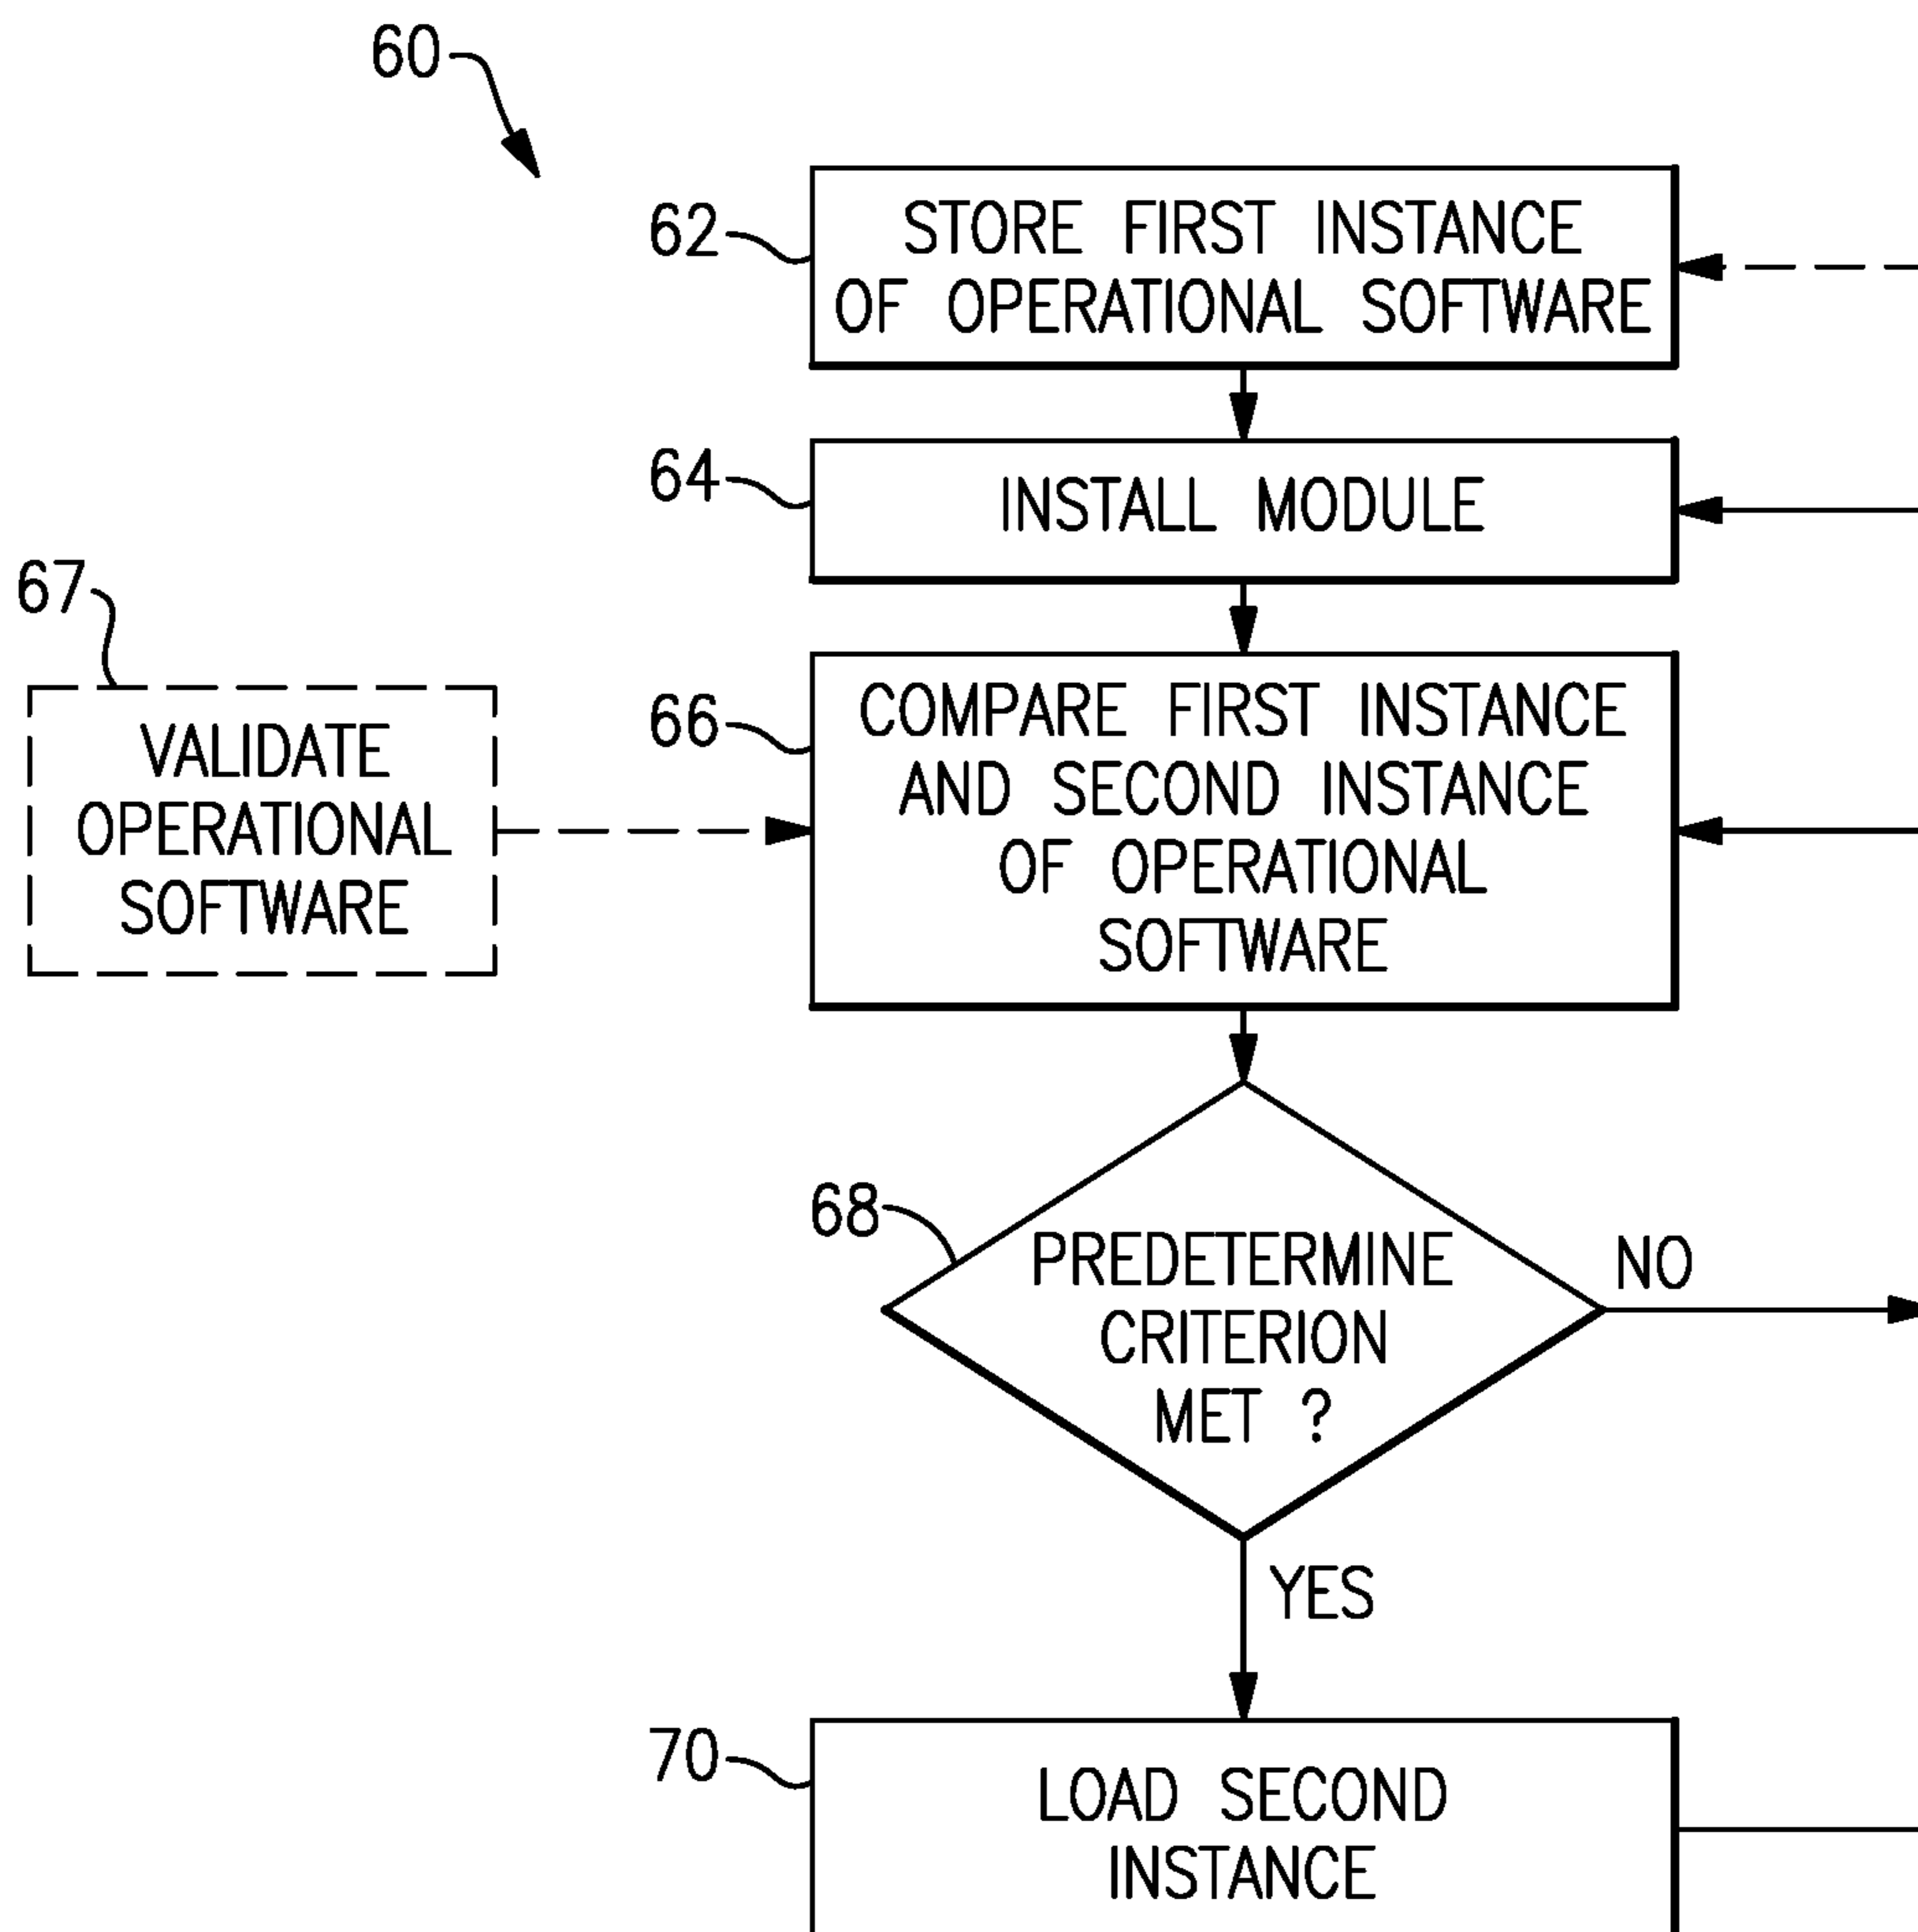 60
62
STORE FIRST INSTANCE
OF OPERATIONAL SOFTWARE
64
INSTALL MODULE
67
VALIDATE
OPERATIONAL
SOFTWARE
66
COMPARE FIRST INSTANCE
AND SECOND INSTANCE
OF OPERATIONAL
SOFTWARE
68
PREDETERMINE
CRITERION
MET ?
NO
YES
70
LOAD SECOND
INSTANCE